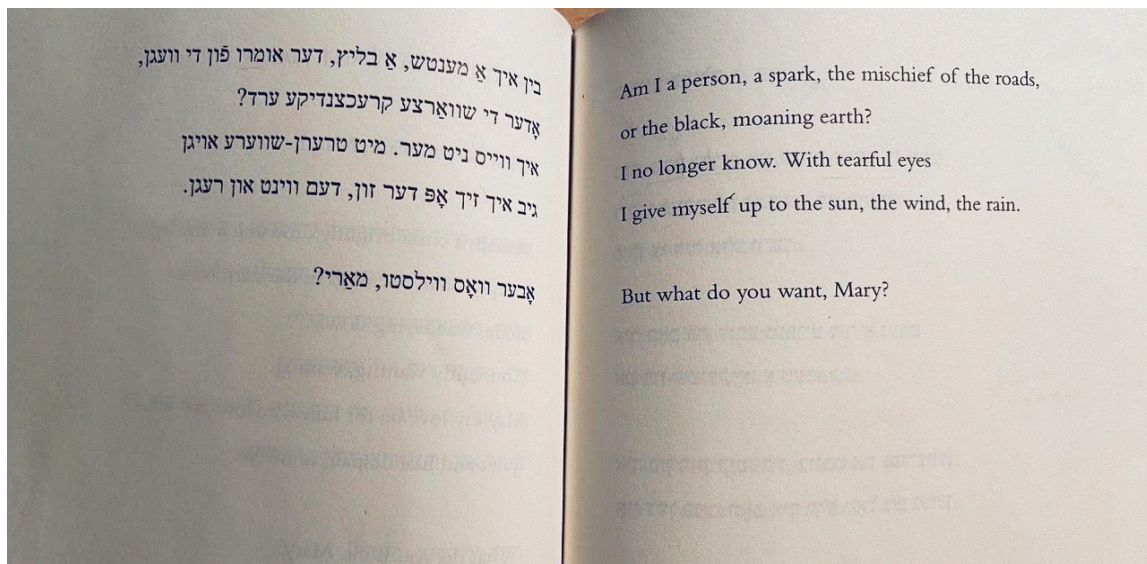 בין איך אַ מענטש, אַ בליץ, דער אומרו פֿון די וועגן,
אָדער די שוואַרצע קרעכצנדיקע ערד?
איך ווייס ניט מער. מיט טרערן-שווערע אויגן
גיב איך זיך אָפּ דער זון, דעם ווינט און רעגן.
אָבער וואָס ווילסטו, מאַרי?
Am I a person, a spark, the mischief of the roads,
or the black, moaning earth?
I no longer know. With tearful eyes
I give myself up to the sun, the wind, the rain.
But what do you want, Mary?